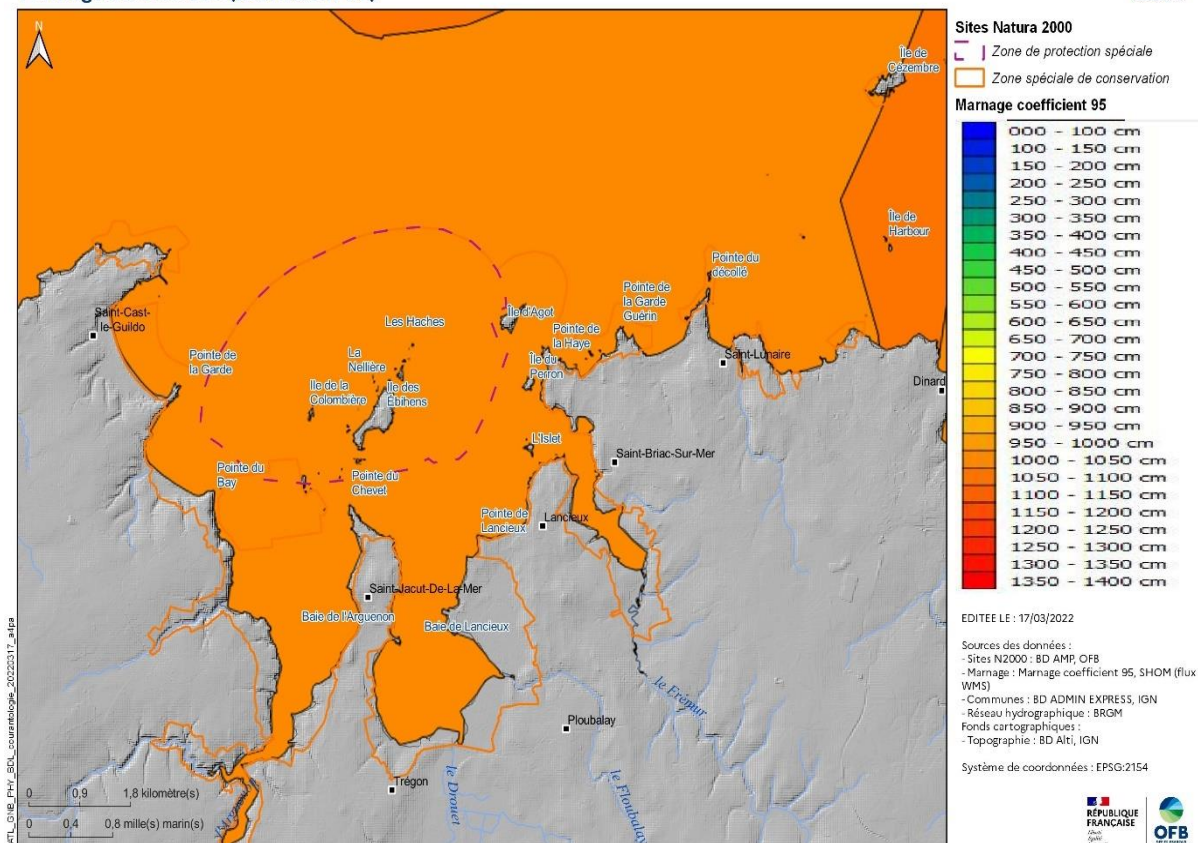 N
Île de
Cézembre
Île de
Harbour
Pointe du
décollé
Pointe de
la Garde
Guérin
Île d'Agot
Pointe de
la Haye
Saint-Cast-
le-Guildo
Les Haches
Pointe de
la Garde
La
Nellière
Île du
Perron
Saint-Lunaire
Dinard
Ile de la
Colombière
Île des
Ébihens
L'Islet
Saint-Briac-Sur-Mer
Pointe du
Bay
Pointe du
Chevet
Pointe de
Lancieux
Lancieux
Saint-Jacut-De-La-Mer
Baie de l'Arguenon
Baie de Lancieux
le Frémur
Ploubalay
Trégon
le Drouet
le Floubalay
0 0,9 1,8 kilomètre(s)
0 0,4 0,8 mille(s) marin(s)
Sites Natura 2000
Zone de protection spéciale
Zone spéciale de conservation
Marnage coefficient 95
000 - 100 cm
100 - 150 cm
150 - 200 cm
200 - 250 cm
250 - 300 cm
300 - 350 cm
350 - 400 cm
400 - 450 cm
450 - 500 cm
500 - 550 cm
550 - 600 cm
600 - 650 cm
650 - 700 cm
700 - 750 cm
750 - 800 cm
800 - 850 cm
850 - 900 cm
900 - 950 cm
950 - 1000 cm
1000 - 1050 cm
1050 - 1100 cm
1100 - 1150 cm
1150 - 1200 cm
1200 - 1250 cm
1250 - 1300 cm
1300 - 1350 cm
1350 - 1400 cm
EDITEE LE : 17/03/2022
Sources des données :
- Sites N2000 : BD AMP, OFB
- Marnage : Marnage coefficient 95, SHOM (flux
WMS)
- Communes : BD ADMIN EXPRESS, IGN
- Réseau hydrographique : BRGM
Fonds cartographiques :
- Topographie : BD Alti, IGN
Système de coordonnées : EPSG:2154
RÉPUBLIQUE
FRANÇAISE
OFB